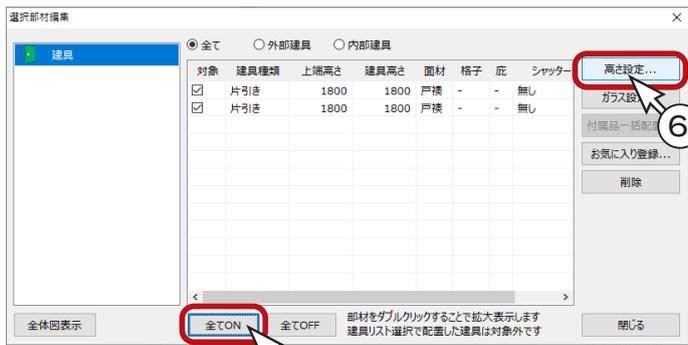 選択部材編集
建具
全て 外部建具 内部建具
対象 建具種類 上端高さ 建具高さ 面材 格子 庇 シャッター
片引き 1800 1800 戸襖 - - 無し
片引き 1800 1800 戸襖 - - 無し
高さ設定...
ガラス設
付属品一括配置
お気に入り登録...
削除
6
全体図表示
全てON
全てOFF
部材をダブルクリックすることで拡大表示します
建具リスト選択で配置した建具は対象外です
閉じる